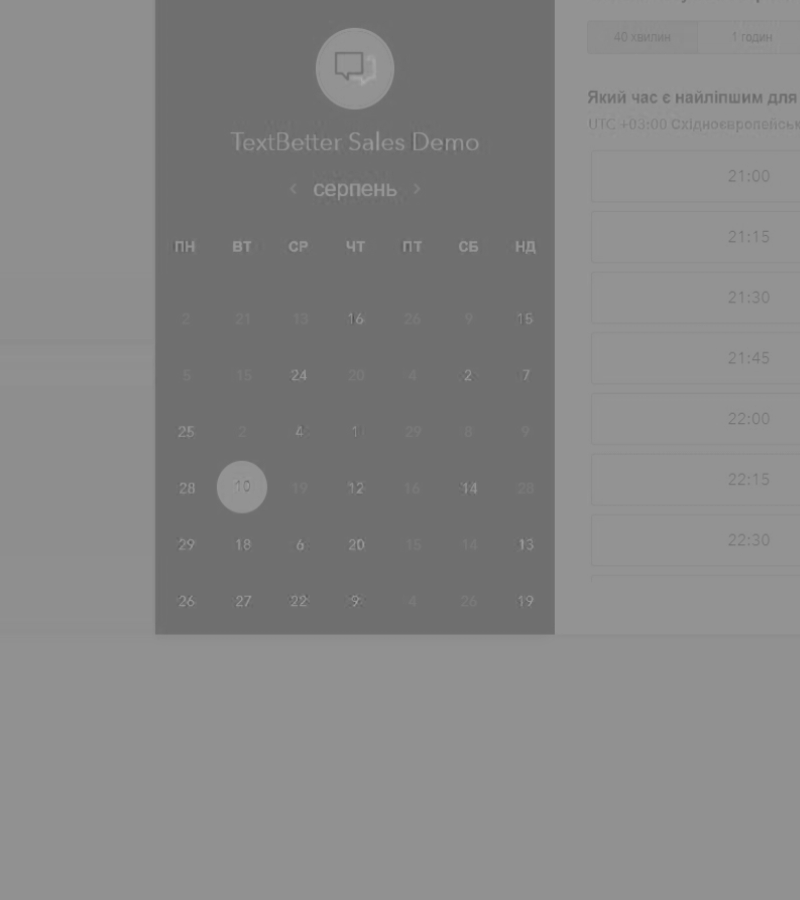 40 хвилин 1 годин
Який час є найліпшим для
UTC +03:00 Східноєвропейськ
TextBetter Sales Demo
‹ серпень ›
ПН ВТ СР ЧТ ПТ СБ НД
2 21 13 16 26 9 15
5 15 24 20 4 2 7
25 2 4 1 29 8 9
28 10 19 12 16 14 28
29 18 6 20 15 14 13
26 27 22 9 4 26 19
21:00
21:15
21:30
21:45
22:00
22:15
22:30